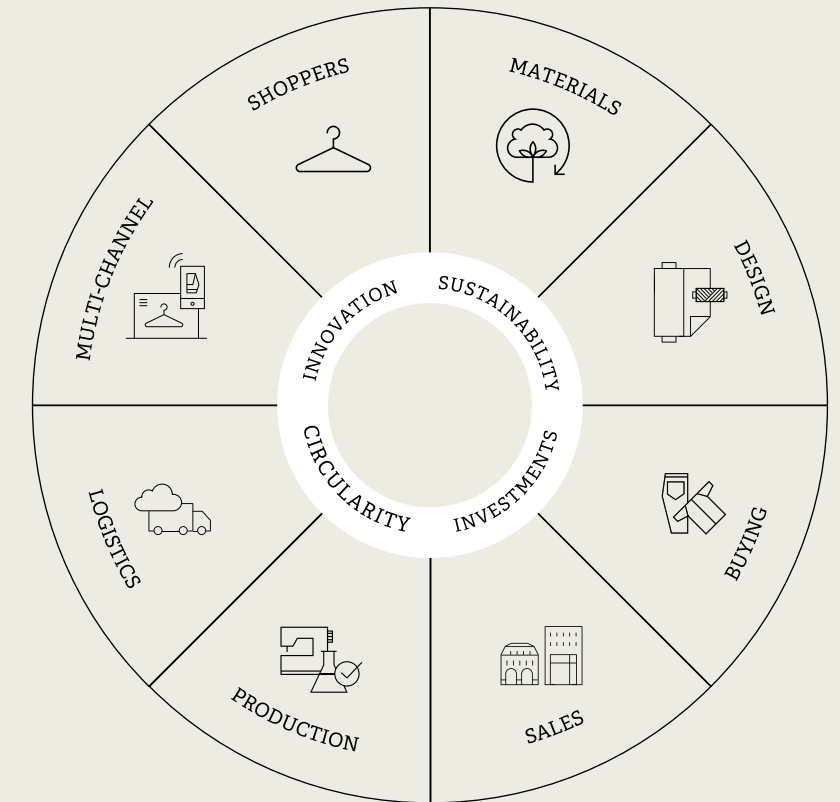 SHOPPERS
MATERIALS
DESIGN
BUYING
SALES
PRODUCTION
LOGISTICS
MULTI-CHANNEL
INNOVATION
SUSTAINABILITY
INVESTMENTS
CIRCULARITY